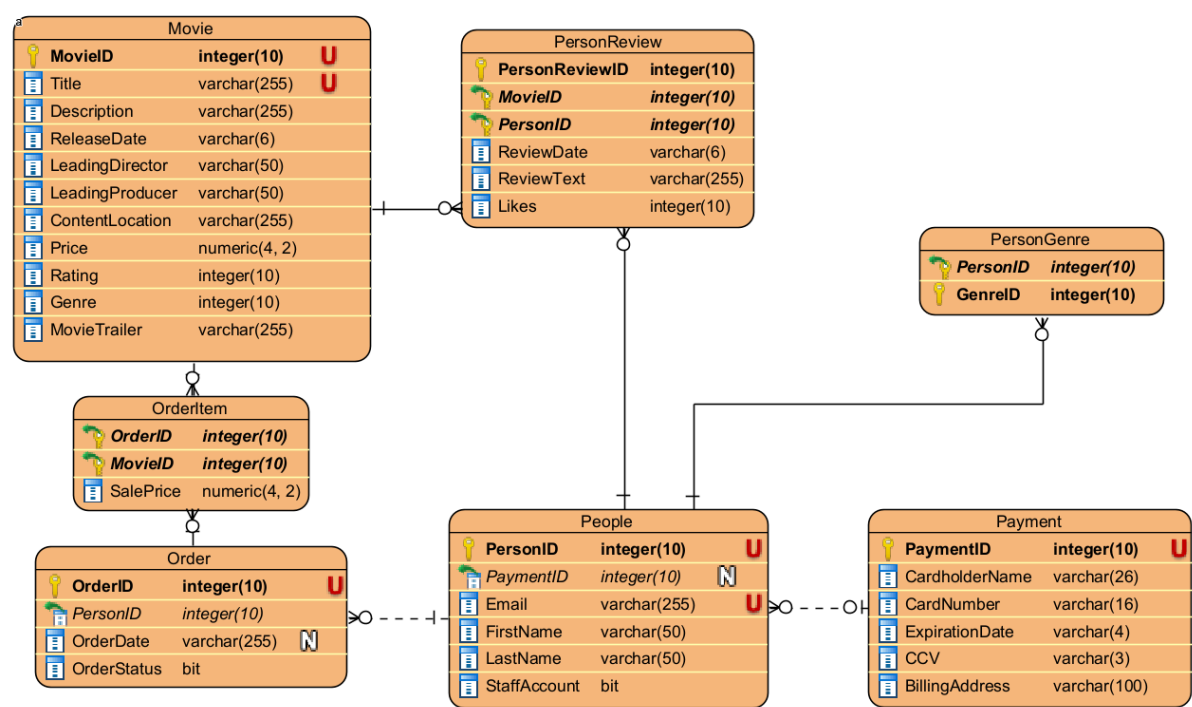 a
Movie
MovieID integer(10) U
Title varchar(255) U
Description varchar(255)
ReleaseDate varchar(6)
LeadingDirector varchar(50)
LeadingProducer varchar(50)
ContentLocation varchar(255)
Price numeric(4, 2)
Rating integer(10)
Genre integer(10)
MovieTrailer varchar(255)
PersonReview
PersonReviewID integer(10)
MovieID integer(10)
PersonID integer(10)
ReviewDate varchar(6)
ReviewText varchar(255)
Likes integer(10)
PersonGenre
PersonID integer(10)
GenreID integer(10)
OrderItem
OrderID integer(10)
MovieID integer(10)
SalePrice numeric(4, 2)
Order
OrderID integer(10) U
PersonID integer(10)
OrderDate varchar(255) N
OrderStatus bit
People
PersonID integer(10) U
PaymentID integer(10) N
Email varchar(255) U
FirstName varchar(50)
LastName varchar(50)
StaffAccount bit
Payment
PaymentID integer(10) U
CardholderName varchar(26)
CardNumber varchar(16)
ExpirationDate varchar(4)
CCV varchar(3)
BillingAddress varchar(100)